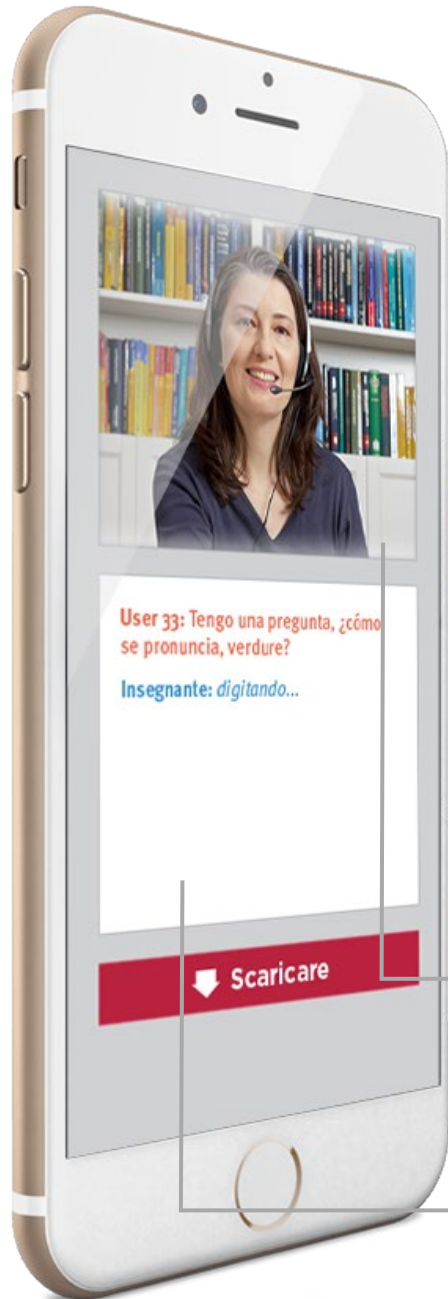 User 33: Tengo una pregunta, ¿cómo
se pronuncia, verdure?
Insegnante: digitando...
Scaricare